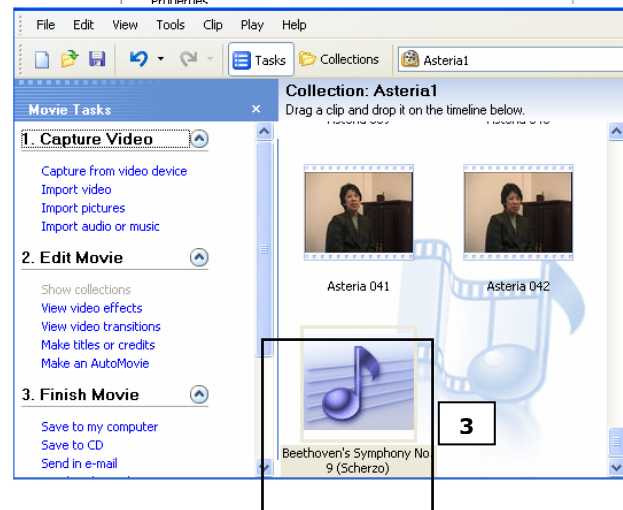 Properties
File Edit View Tools Clip Play Help
Tasks Collections Asteria1
Movie Tasks ×
Collection: Asteria1
Drag a clip and drop it on the timeline below.
1. Capture Video
Capture from video device
Import video
Import pictures
Import audio or music
2. Edit Movie
Show collections
View video effects
View video transitions
Make titles or credits
Make an AutoMovie
3. Finish Movie
Save to my computer
Save to CD
Send in e-mail
Asteria 041
Asteria 042
Beethoven's Symphony No
9 (Scherzo)
3